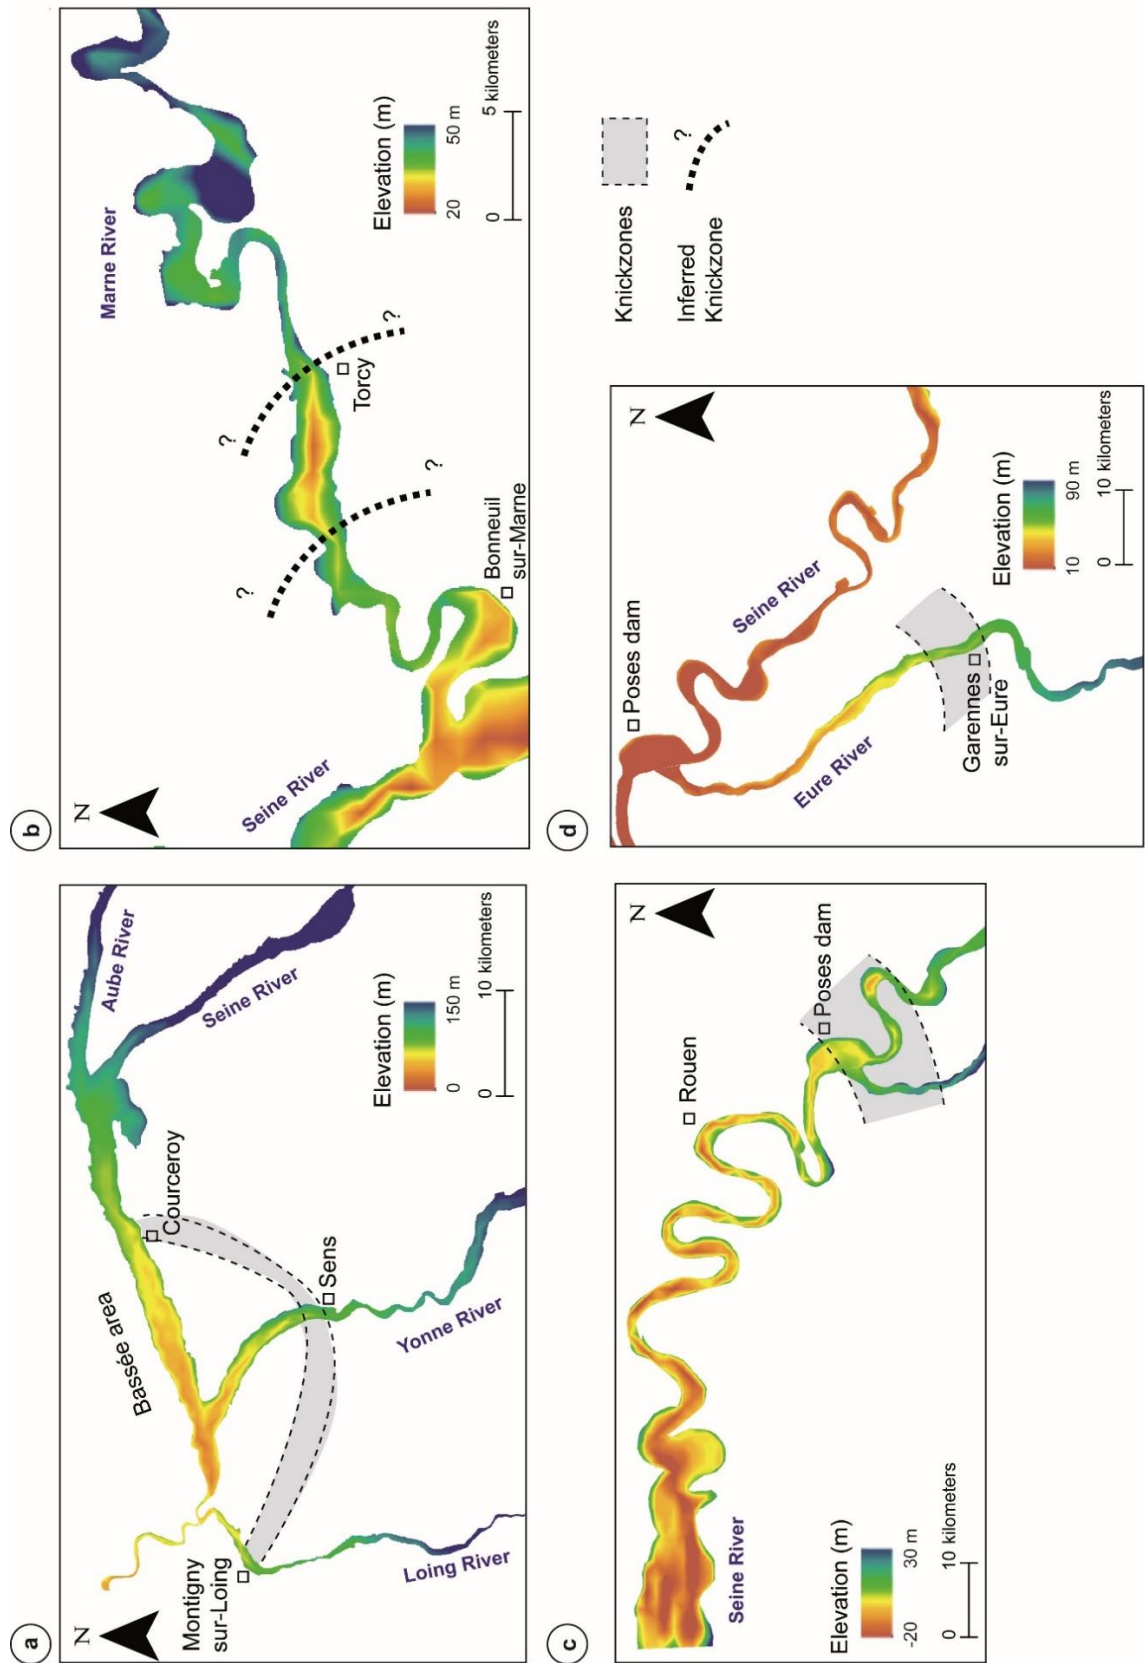 a
N
Montigny
sur-Loing
Loing River
Bassée area
Courceroy
Sens
Yonne River
Aube River
Seine River
Elevation (m)
0 150 m
0 10 kilometers
b
N
Seine River
Bonneuil
sur-Marne
?
?
?
?
Torcy
Marne River
Elevation (m)
20 50 m
0 5 kilometers
c
Seine River
Elevation (m)
-20 30 m
0 10 kilometers
Rouen
Poses dam
N
d
Poses dam
Seine River
Eure River
Garennes
sur-Eure
N
Elevation (m)
10 90 m
0 10 kilometers
Knickzones
Inferred
Knickzone
?